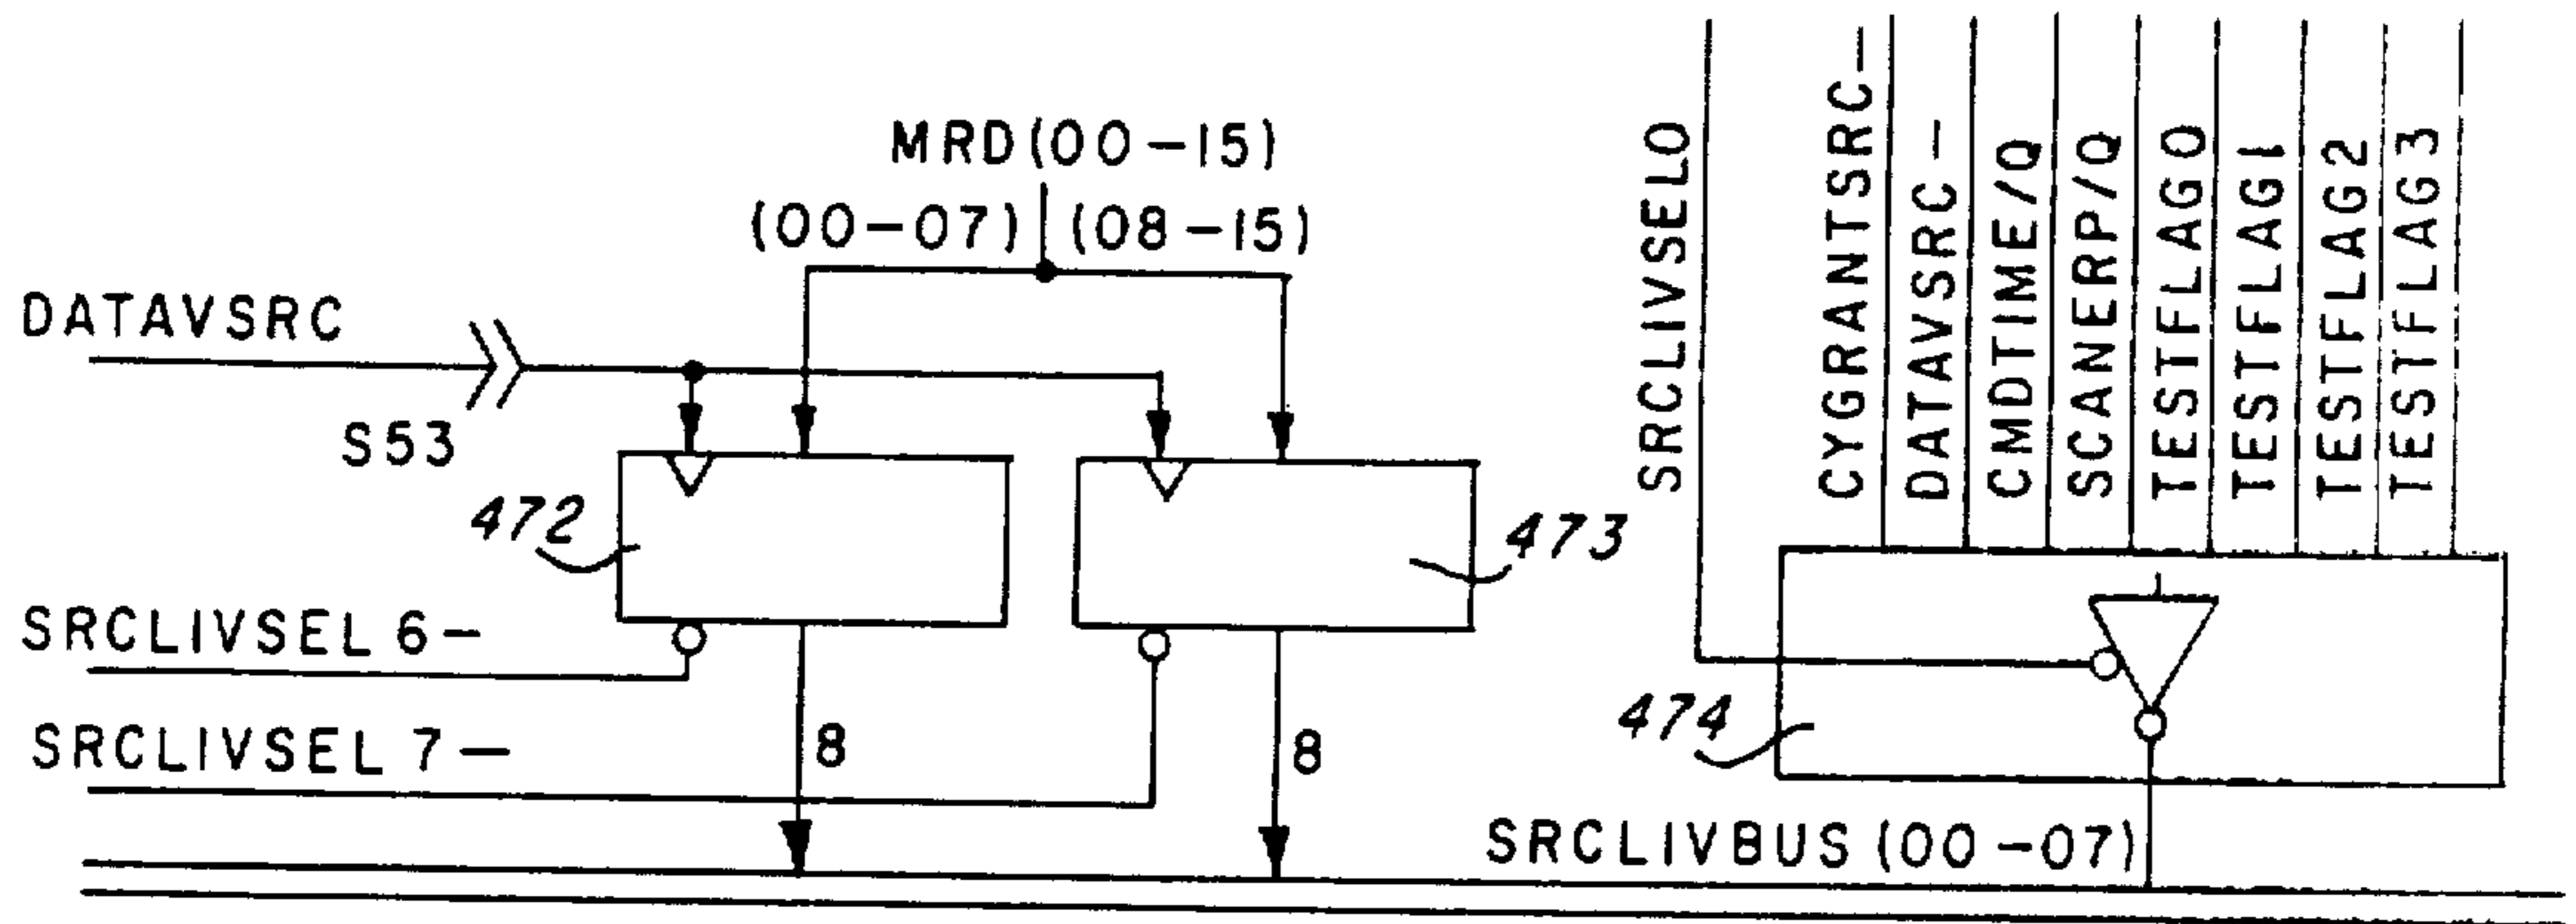 MRD(00-15)
(00-07) (08-15)
DATAVSRC
S53
472
473
SRCLIVSEL 6-
SRCLIVSEL 7-
8
8
SRCLIVSEL0
CYGRANTSRC-
DATAVSRC-
CMDTIME/Q
SCANERP/Q
TESTFLAG0
TESTFLAG1
TESTFLAG2
TESTFLAG3
474
SRCLIVBUS (00-07)